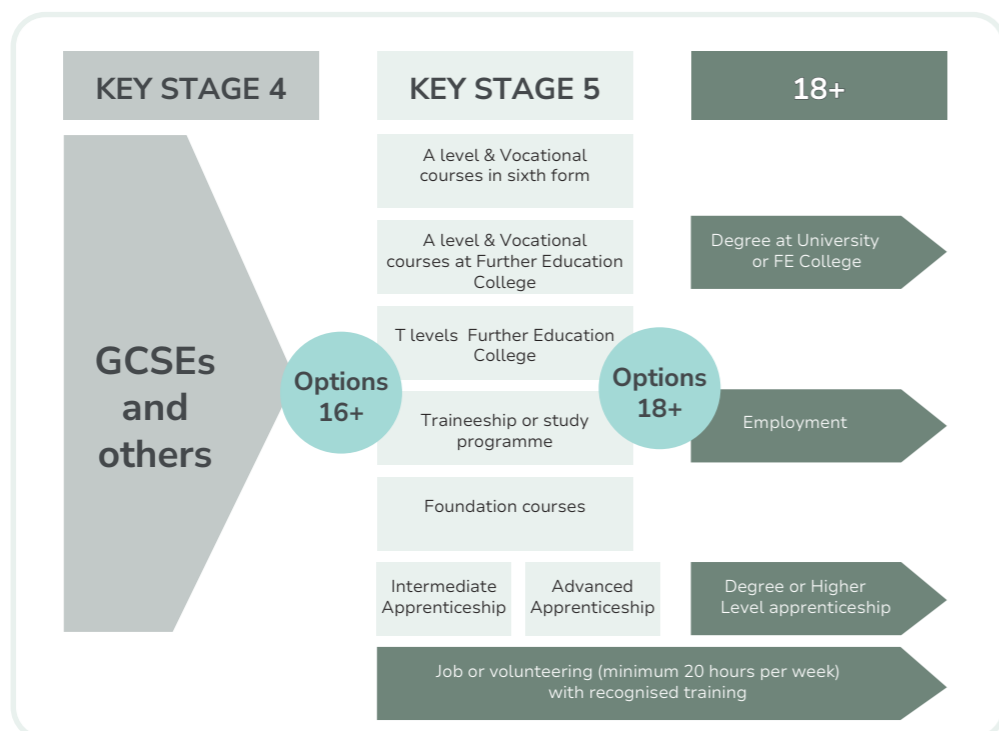 KEY STAGE 4
KEY STAGE 5
18+
GCSEs
and
others
Options
16+
A level & Vocational
courses in sixth form
A level & Vocational
courses at Further Education
College
T levels  Further Education
College
Traineeship or study
programme
Foundation courses
Intermediate
Apprenticeship
Advanced
Apprenticeship
Options
18+
Degree at University
or FE College
Employment
Degree or Higher
Level apprenticeship
Job or volunteering (minimum 20 hours per week)
with recognised training